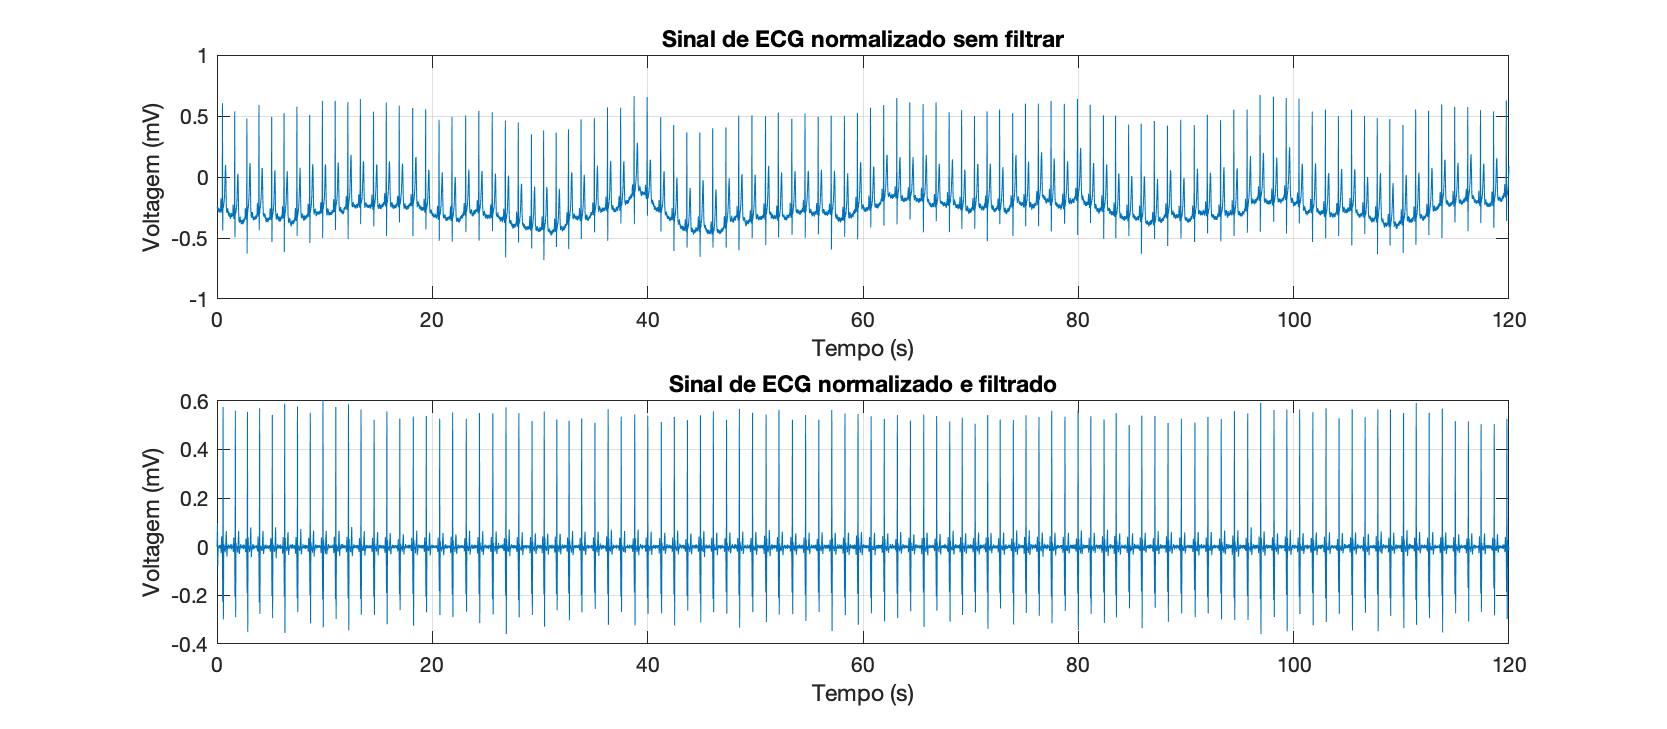 Sinal de ECG normalizado sem filtrar
1
0.5
0
-0.5
-1
Voltagem (mV)
0 20 40 60 80 100 120
Tempo (s)
Sinal de ECG normalizado e filtrado
0.6
0.4
0.2
0
-0.2
-0.4
Voltagem (mV)
0 20 40 60 80 100 120
Tempo (s)